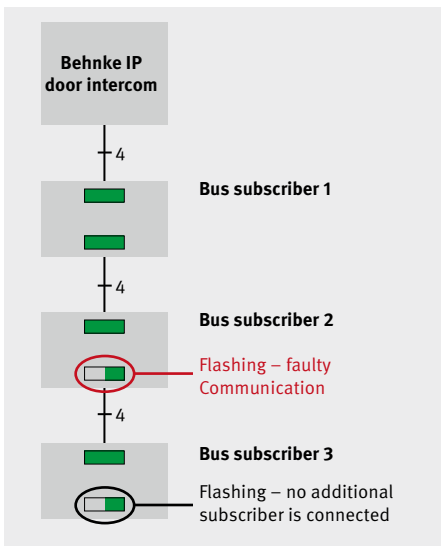 Behnke IP
door intercom
4
Bus subscriber 1
4
Bus subscriber 2
Flashing – faulty
Communication
4
Bus subscriber 3
Flashing – no additional
subscriber is connected